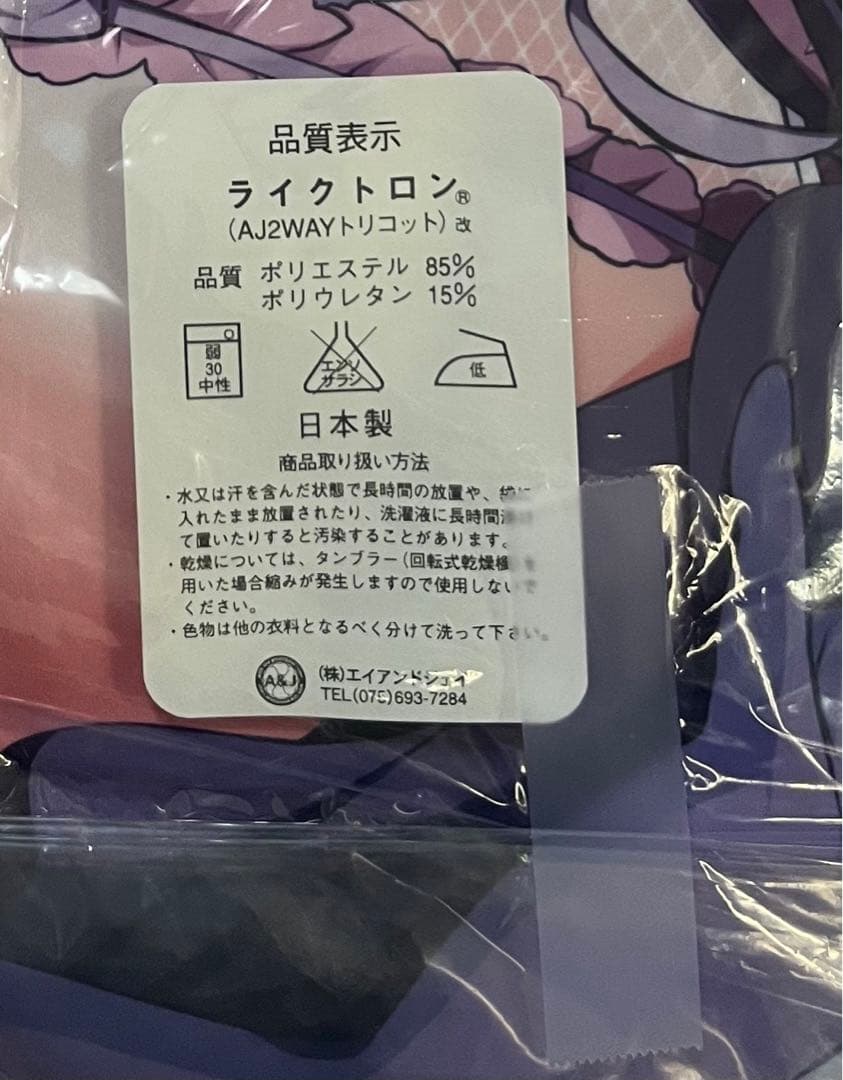 品質表示
ライクトロン®
(AJ2WAYトリコット)改
品質 ポリエステル 85%
ポリウレタン 15%
弱
30
中性
エンソ
サラシ
低
日本製
商品取り扱い方法
・水又は汗を含んだ状態で長時間の放置や、
入れたまま放置されたり、洗濯液に長時間
て置いたりすると汚染することがあります。
・乾燥については、タンブラー(回転式乾燥機)を
用いた場合縮みが発生しますので使用しないで
ください。
・色物は他の衣料となるべく分けて洗って下さい。
A&J
(株)エイアンドジェイ
TEL(075)693-7284